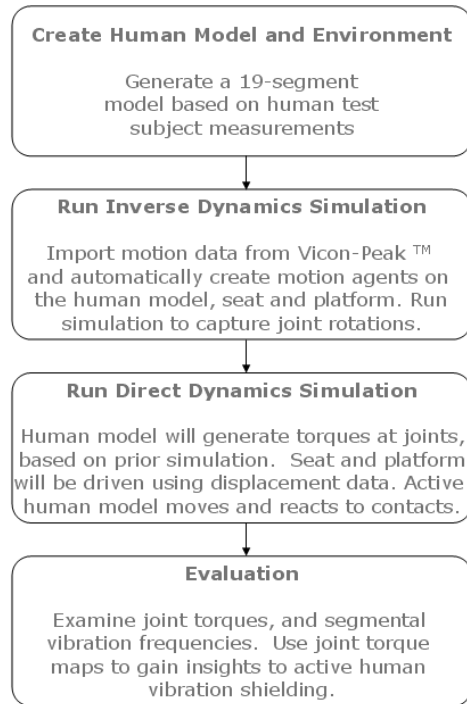 Create Human Model and Environment
Generate a 19-segment
model based on human test
subject measurements
Run Inverse Dynamics Simulation
Import motion data from Vicon-Peak ™
and automatically create motion agents on
the human model, seat and platform. Run
simulation to capture joint rotations.
Run Direct Dynamics Simulation
Human model will generate torques at joints,
based on prior simulation.  Seat and platform
will be driven using displacement data. Active
human model moves and reacts to contacts.
Evaluation
Examine joint torques, and segmental
vibration frequencies.  Use joint torque
maps to gain insights to active human
vibration shielding.